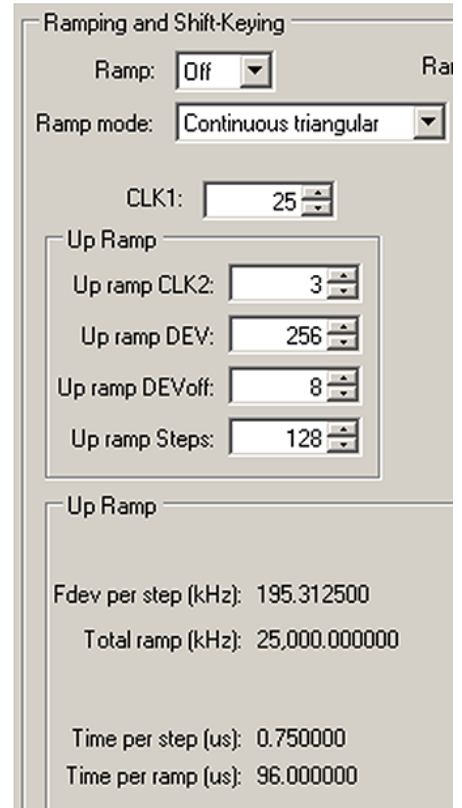 Ramping and Shift-Keying
Ramp: Off Ra
Ramp mode: Continuous triangular
CLK1: 25
Up Ramp
Up ramp CLK2: 3
Up ramp DEV: 256
Up ramp DEVoff: 8
Up ramp Steps: 128
Up Ramp
Fdev per step (kHz): 195.312500
Total ramp (kHz): 25,000.000000
Time per step (us): 0.750000
Time per ramp (us): 96.000000